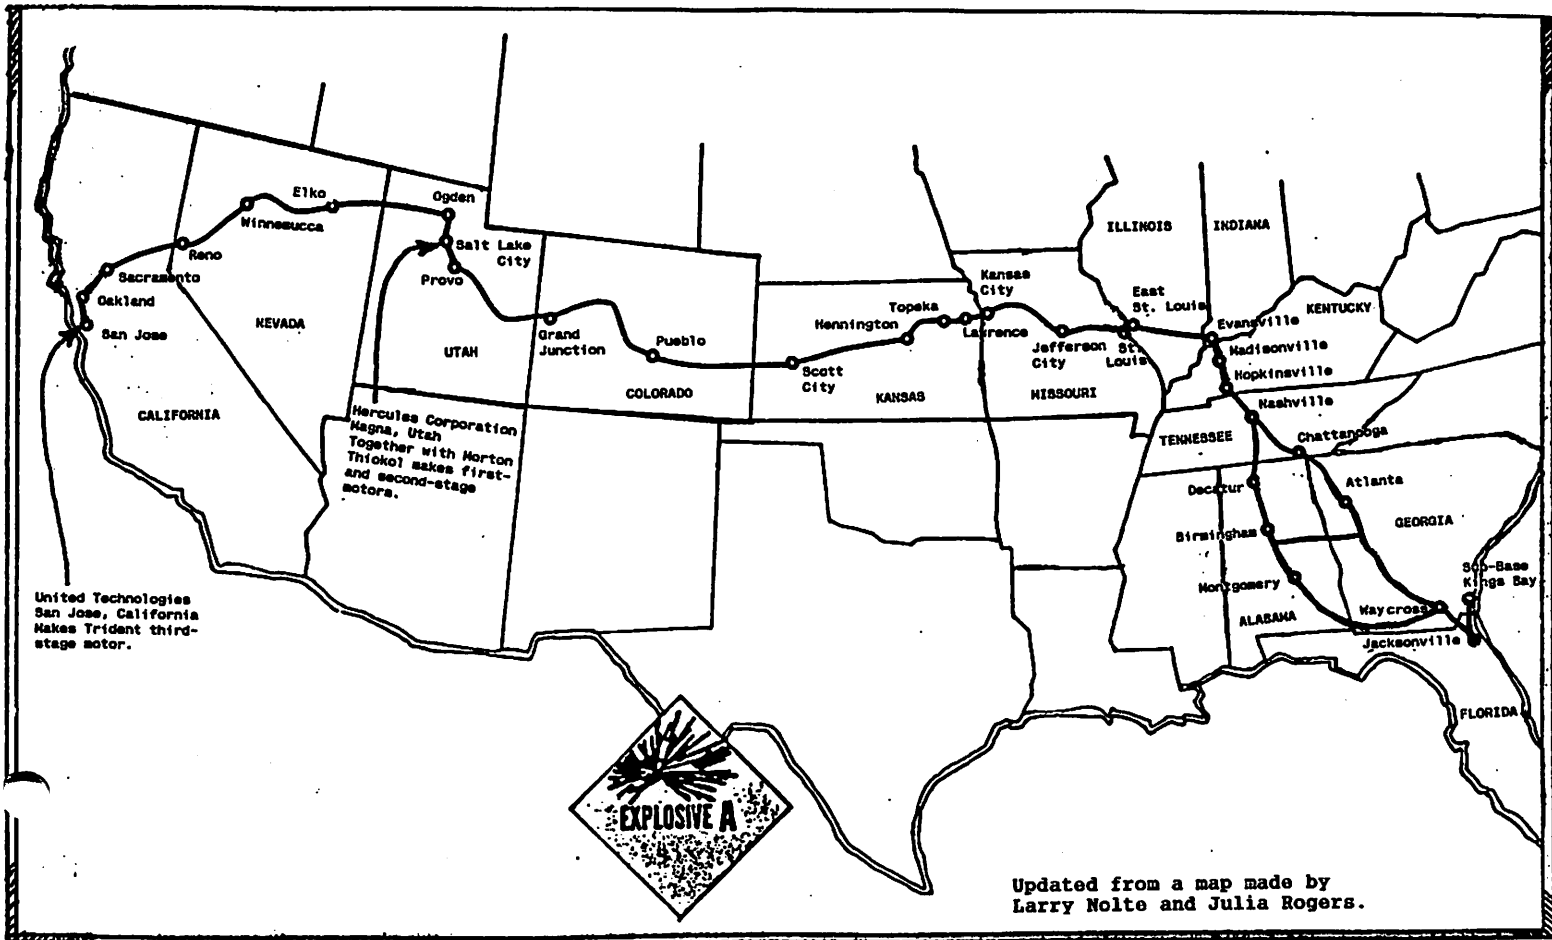 Elko
Winnemucca
Reno
Sacramento
Oakland
San Jose
NEVADA
CALIFORNIA
Ogden
Salt Lake
City
Provo
UTAH
Grand
Junction
Pueblo
COLORADO
Scott
City
Hennington
Topeka
Lawrence
Kansas
City
KANSAS
Jefferson
City
MISSOURI
St.
Louis
East
St. Louis
ILLINOIS
INDIANA
Evansville
KENTUCKY
Madisonville
Hopkinsville
Nashville
TENNESSEE
Chattanooga
Decatur
Atlanta
GEORGIA
Birmingham
Montgomery
ALABAMA
Waycross
Sub-Base
Kings Bay
Jacksonville
FLORIDA
Hercules Corporation
Magna, Utah
Together with Morton
Thiokol makes first-
and second-stage
motors.
United Technologies
San Jose, California
Makes Trident third-
stage motor.
EXPLOSIVE A
Updated from a map made by
Larry Nolte and Julia Rogers.